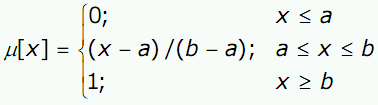 0; x ≤ a
μ[x] = { (x − a) / (b − a); a ≤ x ≤ b
1; x ≥ b